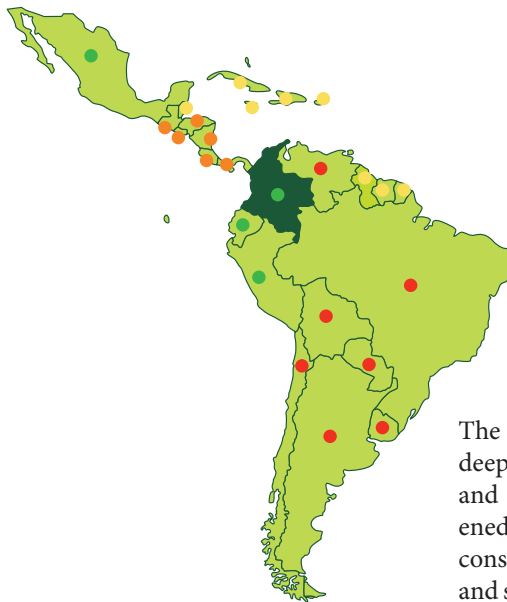 The
deep
and
ened
cons
and s